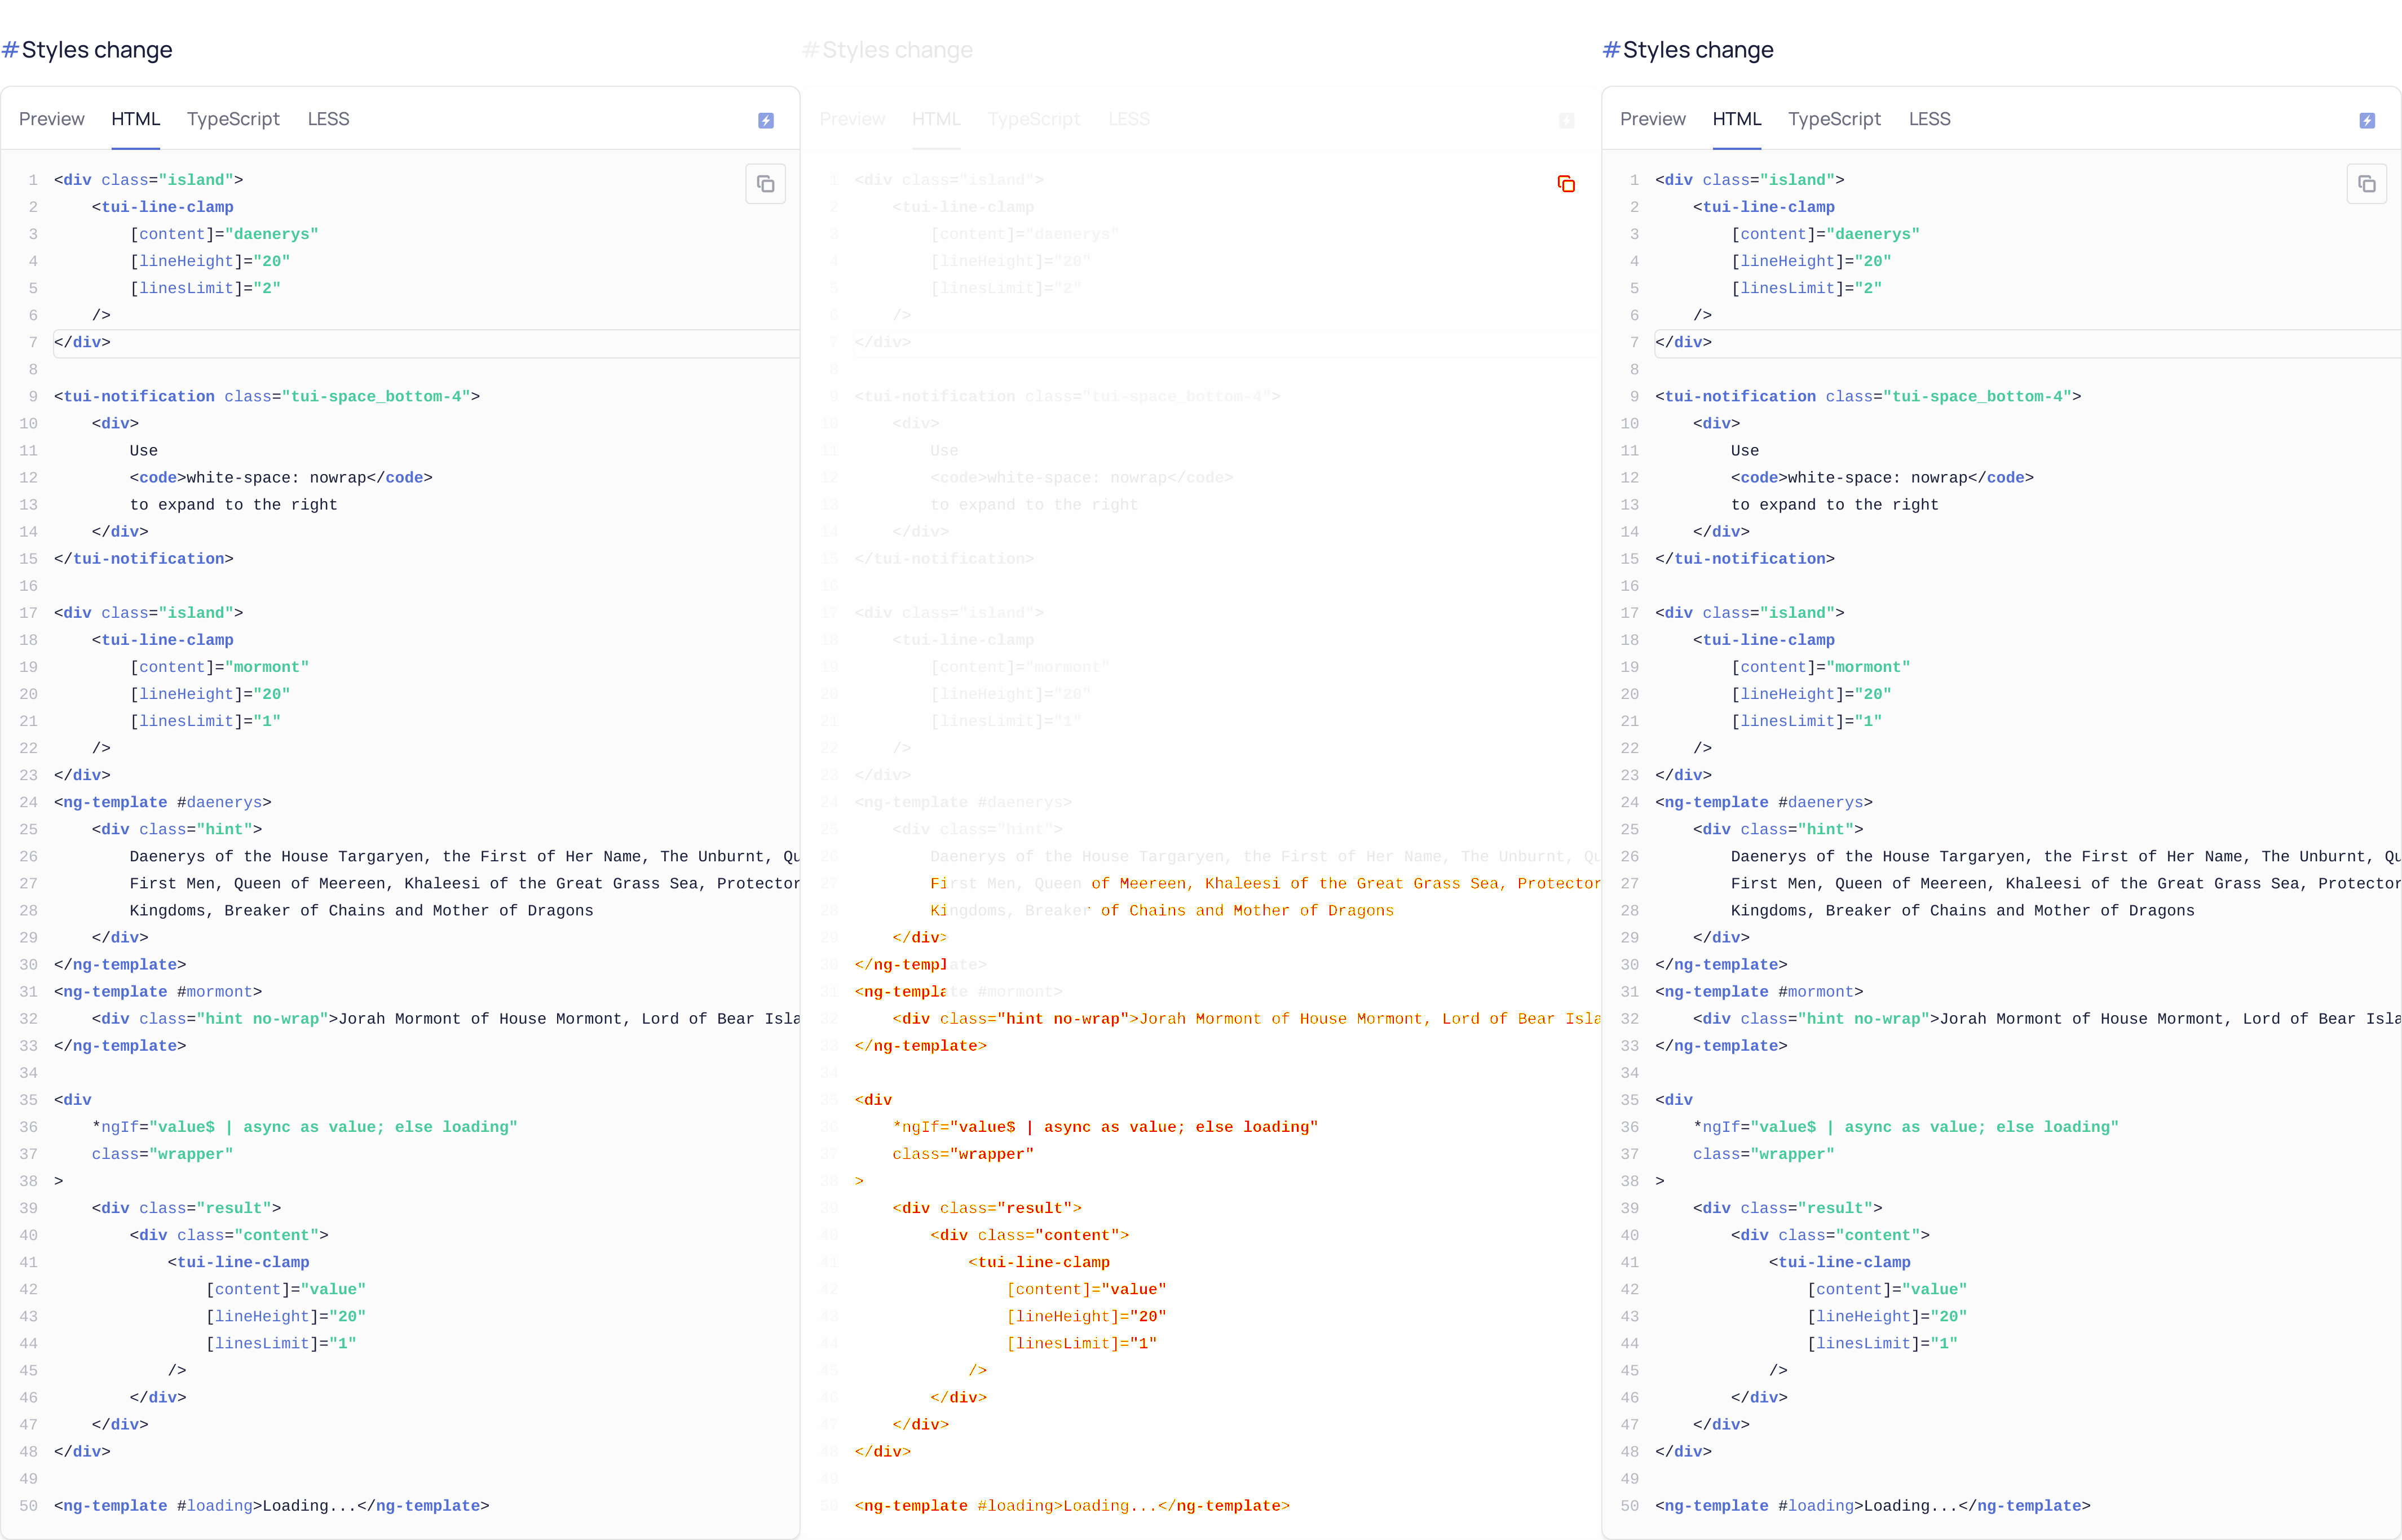 #Styles change
Preview HTML TypeScript LESS
1 <div class="island">
2     <tui-line-clamp
3         [content]="daenerys"
4         [lineHeight]="20"
5         [linesLimit]="2"
6     />
7 </div>
8
9 <tui-notification class="tui-space_bottom-4">
10     <div>
11         Use
12         <code>white-space: nowrap</code>
13         to expand to the right
14     </div>
15 </tui-notification>
16
17 <div class="island">
18     <tui-line-clamp
19         [content]="mormont"
20         [lineHeight]="20"
21         [linesLimit]="1"
22     />
23 </div>
24 <ng-template #daenerys>
25     <div class="hint">
26         Daenerys of the House Targaryen, the First of Her Name, The Unburnt, Qu
27         First Men, Queen of Meereen, Khaleesi of the Great Grass Sea, Protector
28         Kingdoms, Breaker of Chains and Mother of Dragons
29     </div>
30 </ng-template>
31 <ng-template #mormont>
32     <div class="hint no-wrap">Jorah Mormont of House Mormont, Lord of Bear Isla
33 </ng-template>
34
35 <div
36     *ngIf="value$ | async as value; else loading"
37     class="wrapper"
38 >
39     <div class="result">
40         <div class="content">
41             <tui-line-clamp
42                 [content]="value"
43                 [lineHeight]="20"
44                 [linesLimit]="1"
45             />
46         </div>
47     </div>
48 </div>
49
50 <ng-template #loading>Loading...</ng-template>
#Styles change
Preview HTML TypeScript LESS
1 <div class="island">
2     <tui-line-clamp
3         [content]="daenerys"
4         [lineHeight]="20"
5         [linesLimit]="2"
6     />
7 </div>
8
9 <tui-notification class="tui-space_bottom-4">
10     <div>
11         Use
12         <code>white-space: nowrap</code>
13         to expand to the right
14     </div>
15 </tui-notification>
16
17 <div class="island">
18     <tui-line-clamp
19         [content]="mormont"
20         [lineHeight]="20"
21         [linesLimit]="1"
22     />
23 </div>
24 <ng-template #daenerys>
25     <div class="hint">
26         Daenerys of the House Targaryen, the First of Her Name, The Unburnt, Qu
27         First Men, Queen of Meereen, Khaleesi of the Great Grass Sea, Protector
28         Kingdoms, Breaker of Chains and Mother of Dragons
29     </div>
30 </ng-template>
31 <ng-template #mormont>
32     <div class="hint no-wrap">Jorah Mormont of House Mormont, Lord of Bear Isla
33 </ng-template>
34
35 <div
36     *ngIf="value$ | async as value; else loading"
37     class="wrapper"
38 >
39     <div class="result">
40         <div class="content">
41             <tui-line-clamp
42                 [content]="value"
43                 [lineHeight]="20"
44                 [linesLimit]="1"
45             />
46         </div>
47     </div>
48 </div>
49
50 <ng-template #loading>Loading...</ng-template>
#Styles change
Preview HTML TypeScript LESS
1 <div class="island">
2     <tui-line-clamp
3         [content]="daenerys"
4         [lineHeight]="20"
5         [linesLimit]="2"
6     />
7 </div>
8
9 <tui-notification class="tui-space_bottom-4">
10     <div>
11         Use
12         <code>white-space: nowrap</code>
13         to expand to the right
14     </div>
15 </tui-notification>
16
17 <div class="island">
18     <tui-line-clamp
19         [content]="mormont"
20         [lineHeight]="20"
21         [linesLimit]="1"
22     />
23 </div>
24 <ng-template #daenerys>
25     <div class="hint">
26         Daenerys of the House Targaryen, the First of Her Name, The Unburnt, Qu
27         First Men, Queen of Meereen, Khaleesi of the Great Grass Sea, Protector
28         Kingdoms, Breaker of Chains and Mother of Dragons
29     </div>
30 </ng-template>
31 <ng-template #mormont>
32     <div class="hint no-wrap">Jorah Mormont of House Mormont, Lord of Bear Isla
33 </ng-template>
34
35 <div
36     *ngIf="value$ | async as value; else loading"
37     class="wrapper"
38 >
39     <div class="result">
40         <div class="content">
41             <tui-line-clamp
42                 [content]="value"
43                 [lineHeight]="20"
44                 [linesLimit]="1"
45             />
46         </div>
47     </div>
48 </div>
49
50 <ng-template #loading>Loading...</ng-template>